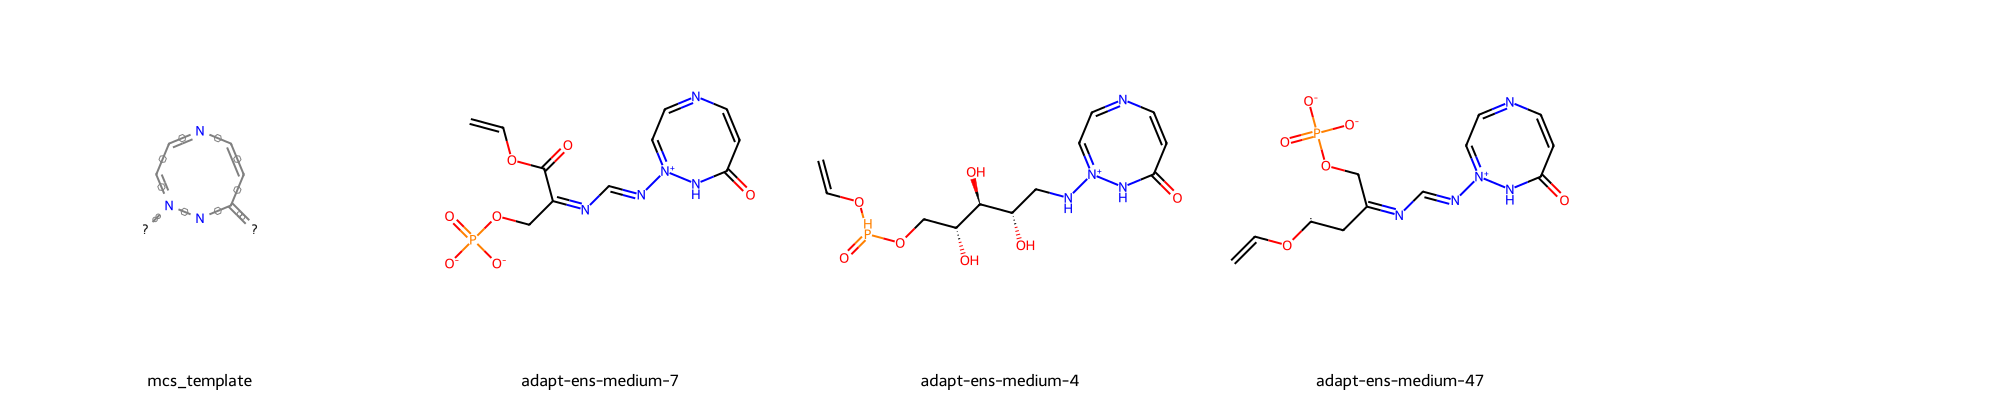 N
N
N
?
?
mcs_template
N
O
O
N⁺
N
NH
O
N
O
O
P
O⁻
O⁻
adapt-ens-medium-7
N
OH
N⁺
NH
O
NH
O
PH
O
O
OH
OH
adapt-ens-medium-4
O⁻
O⁻
P
O
O
N
N⁺
N
NH
O
N
O
adapt-ens-medium-47